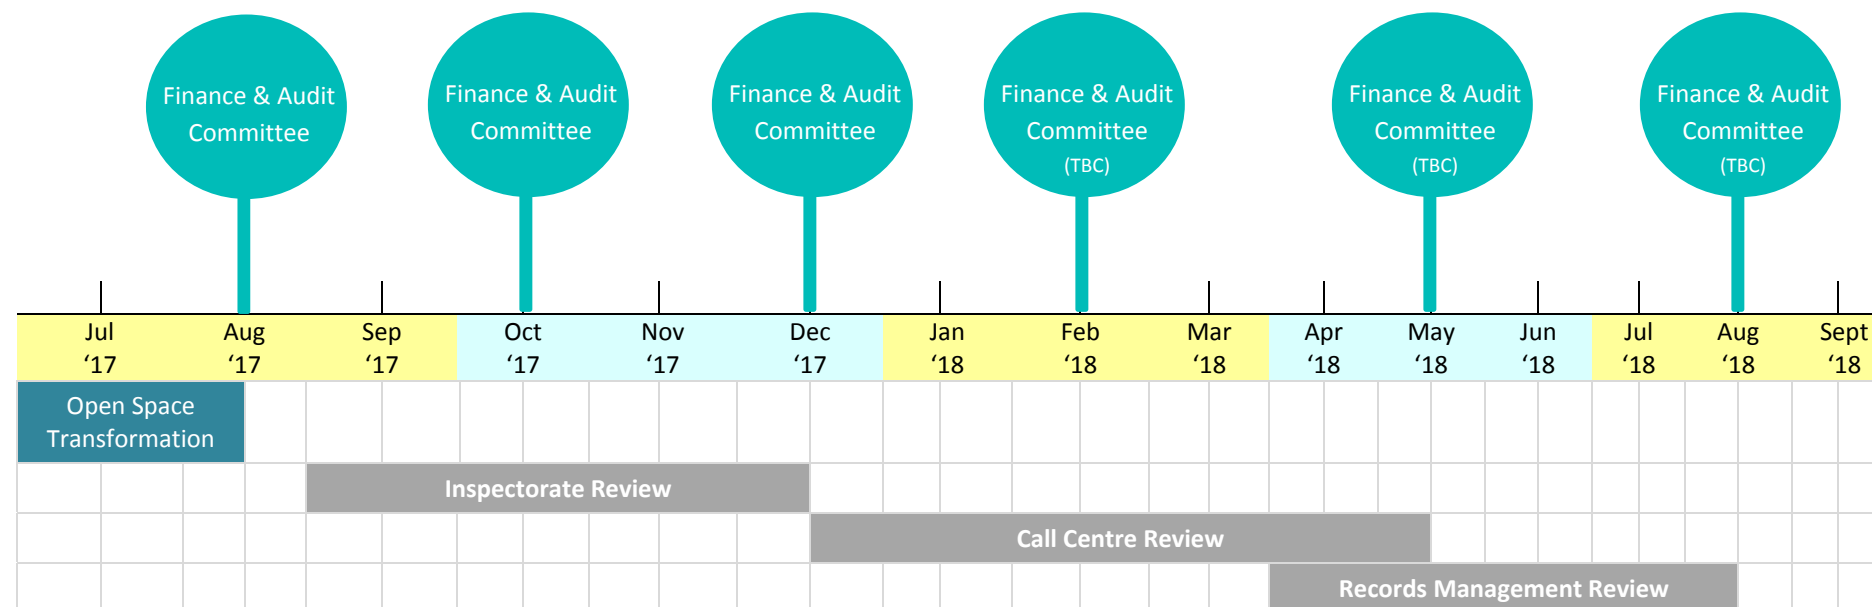 Finance & Audit
Committee
Finance & Audit
Committee
Finance & Audit
Committee
Finance & Audit
Committee
(TBC)
Finance & Audit
Committee
(TBC)
Finance & Audit
Committee
(TBC)
Jul
‘17
Aug
‘17
Sep
‘17
Oct
‘17
Nov
‘17
Dec
‘17
Jan
‘18
Feb
‘18
Mar
‘18
Apr
‘18
May
‘18
Jun
‘18
Jul
‘18
Aug
‘18
Sept
‘18
Open Space
Transformation
Inspectorate Review
Call Centre Review
Records Management Review